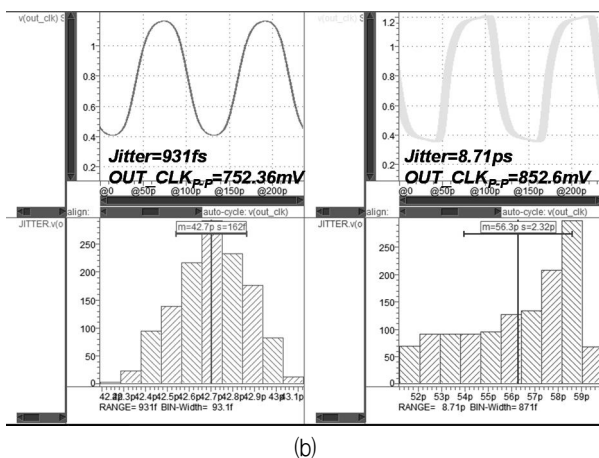 v(out_clk) S
1
0.8
0.6
0.4
0.2
Jitter=931fs
OUT_CLKP-P=752.36mV
@0 @50p @100p @150p @200p
align: auto-cycle: v(out_clk)
v(out_clk) S
1.2
1
0.8
0.6
0.4
0.2
Jitter=8.71ps
OUT_CLKP-P=852.6mV
@0 @50p @100p @150p @200p
align: auto-cycle: v(out_clk)
JITTER.v(o
m=42.7p s=162f
250
200
150
100
50
0
42.4p 42.5p 42.6p 42.7p 42.8p 42.9p 43p 43.1p
RANGE= 931f BIN-Width= 93.1f
JITTER.v(o
m=56.3p s=2.32p
250
200
150
100
50
0
52p 53p 54p 55p 56p 57p 58p 59p
RANGE= 8.71p BIN-Width= 871f
(b)